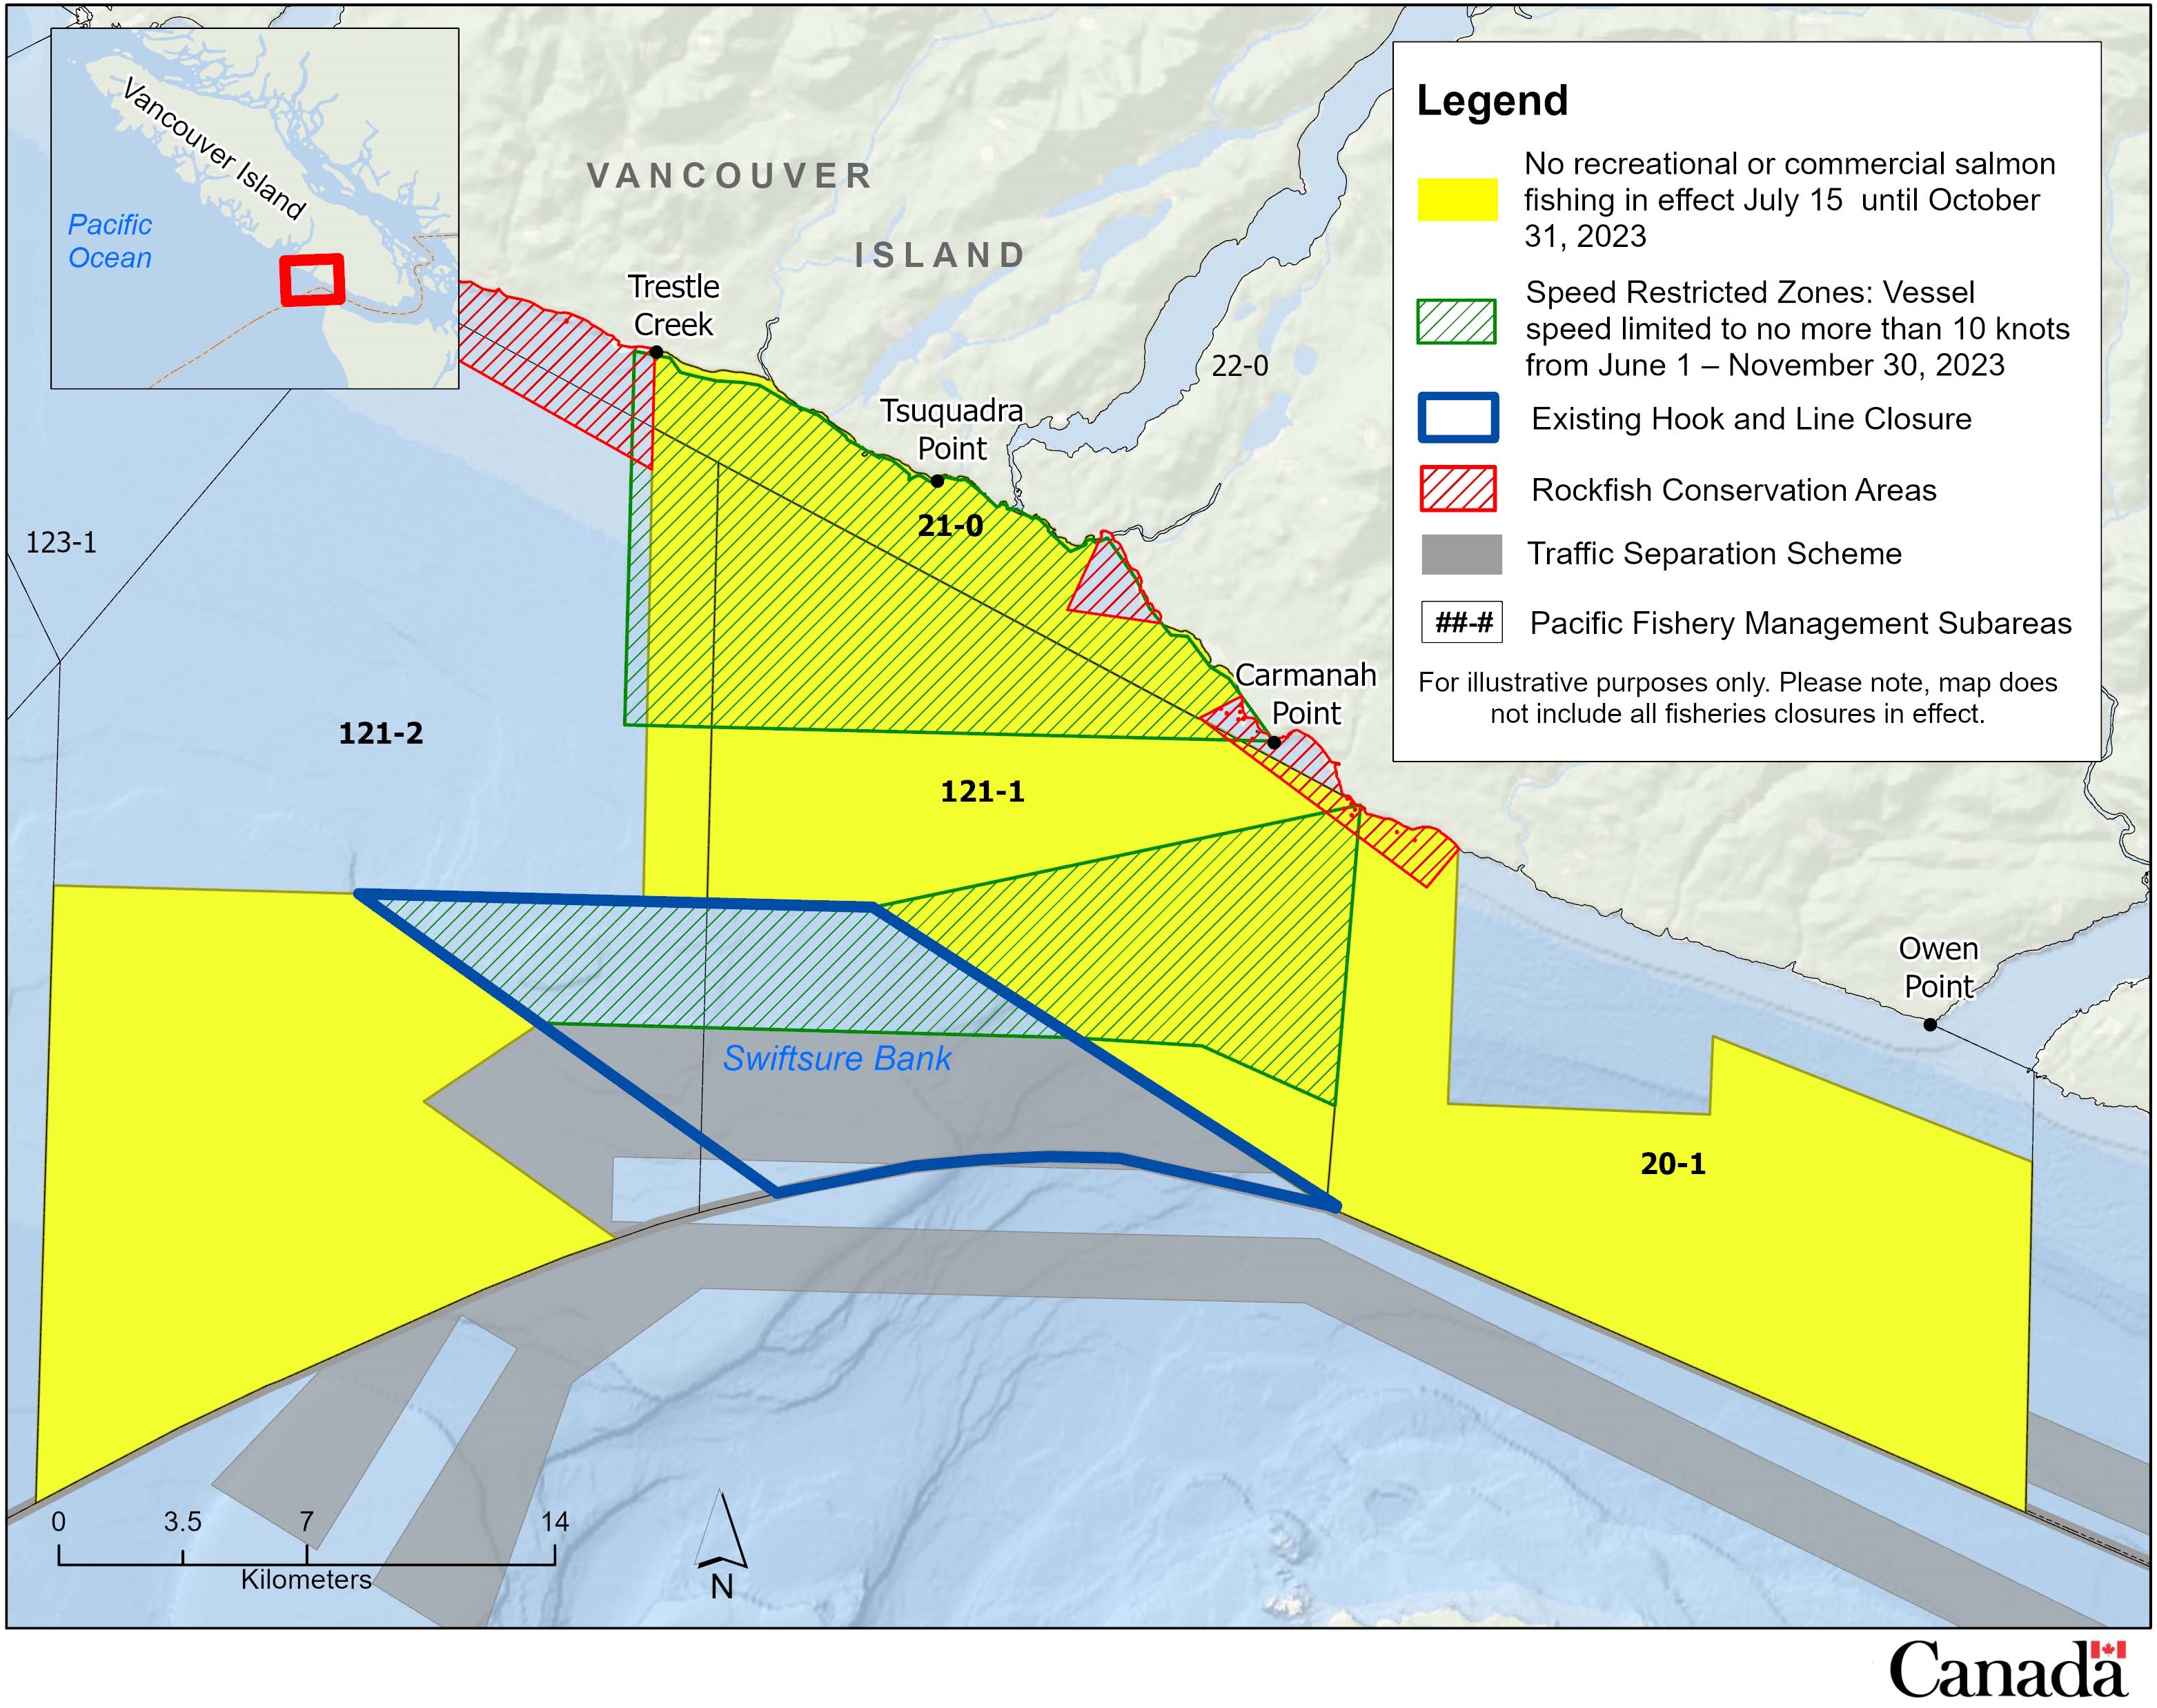 Vancouver Island
Pacific
Ocean
VANCOUVER
ISLAND
Trestle
Creek
Tsuquadra
Point
22-0
21-0
123-1
Carmanah
Point
121-2
121-1
Owen
Point
Swiftsure Bank
20-1
0 3.5 7 14
Kilometers
N
Legend
No recreational or commercial salmon
fishing in effect July 15 until October
31, 2023
Speed Restricted Zones: Vessel
speed limited to no more than 10 knots
from June 1 – November 30, 2023
Existing Hook and Line Closure
Rockfish Conservation Areas
Traffic Separation Scheme
##-# Pacific Fishery Management Subareas
For illustrative purposes only. Please note, map does
not include all fisheries closures in effect.
Canada